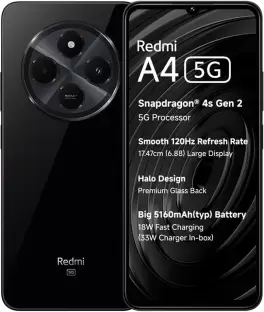 Redmi
A4 5G
Snapdragon® 4s Gen 2
5G Processor
Smooth 120Hz Refresh Rate
17.47cm (6.88) Large Display
Halo Design
Premium Glass Back
Big 5160mAh(typ) Battery
18W Fast Charging
(33W Charger In-box)
Redmi
5G